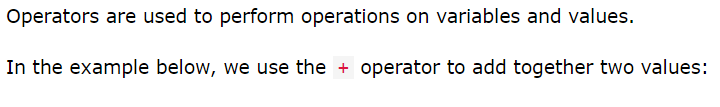 Operators are used to perform operations on variables and values.
In the example below, we use the + operator to add together two values: